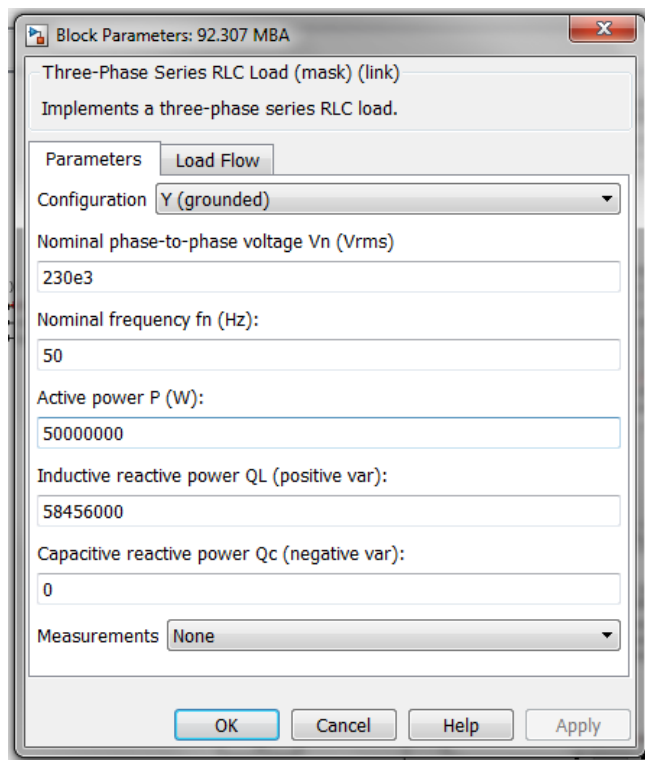 Block Parameters: 92.307 MBA
Three-Phase Series RLC Load (mask) (link)
Implements a three-phase series RLC load.
Parameters Load Flow
Configuration Y (grounded)
Nominal phase-to-phase voltage Vn (Vrms)
230e3
Nominal frequency fn (Hz):
50
Active power P (W):
50000000
Inductive reactive power QL (positive var):
58456000
Capacitive reactive power Qc (negative var):
0
Measurements None
OK Cancel Help Apply